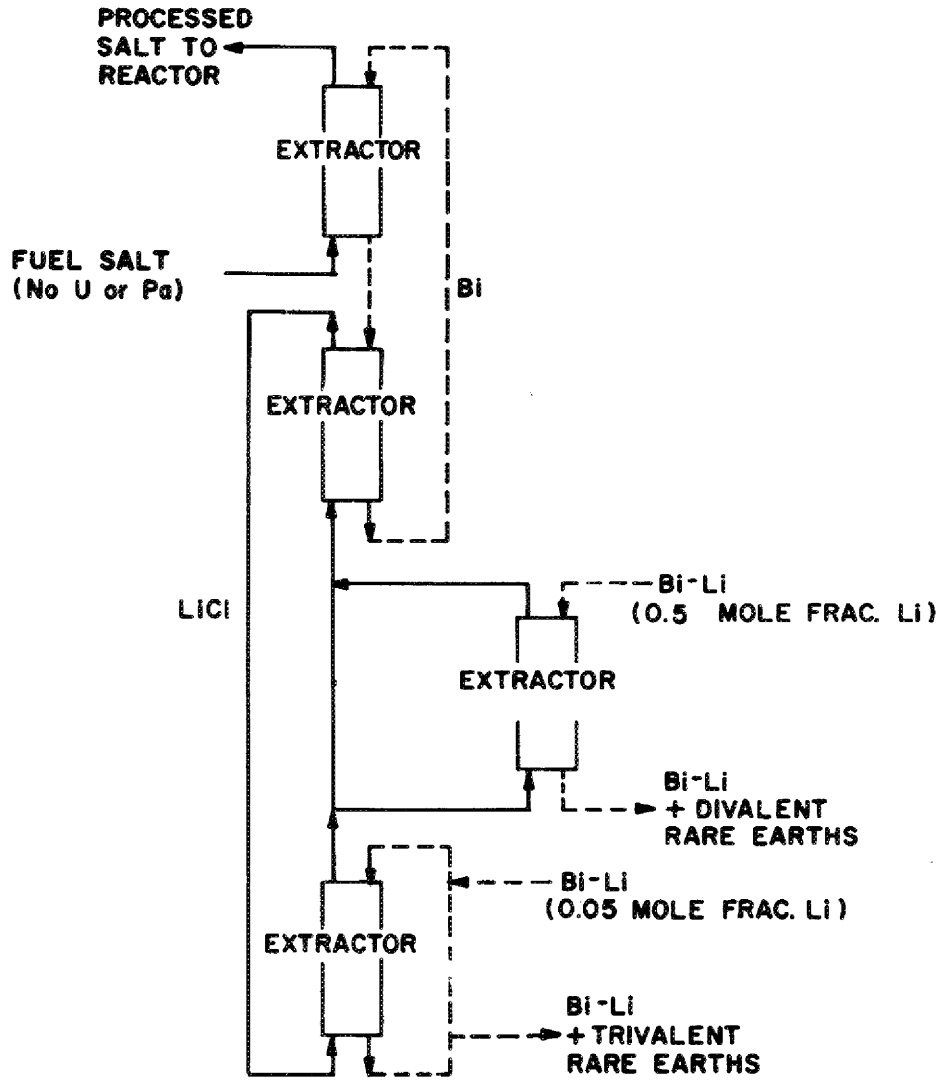 PROCESSED
SALT TO
REACTOR
EXTRACTOR
FUEL SALT
(No U or Pa)
Bi
EXTRACTOR
LiCl
Bi-Li
(0.5 MOLE FRAC. Li)
EXTRACTOR
Bi-Li
+ DIVALENT
RARE EARTHS
Bi-Li
(0.05 MOLE FRAC. Li)
EXTRACTOR
Bi-Li
+ TRIVALENT
RARE EARTHS